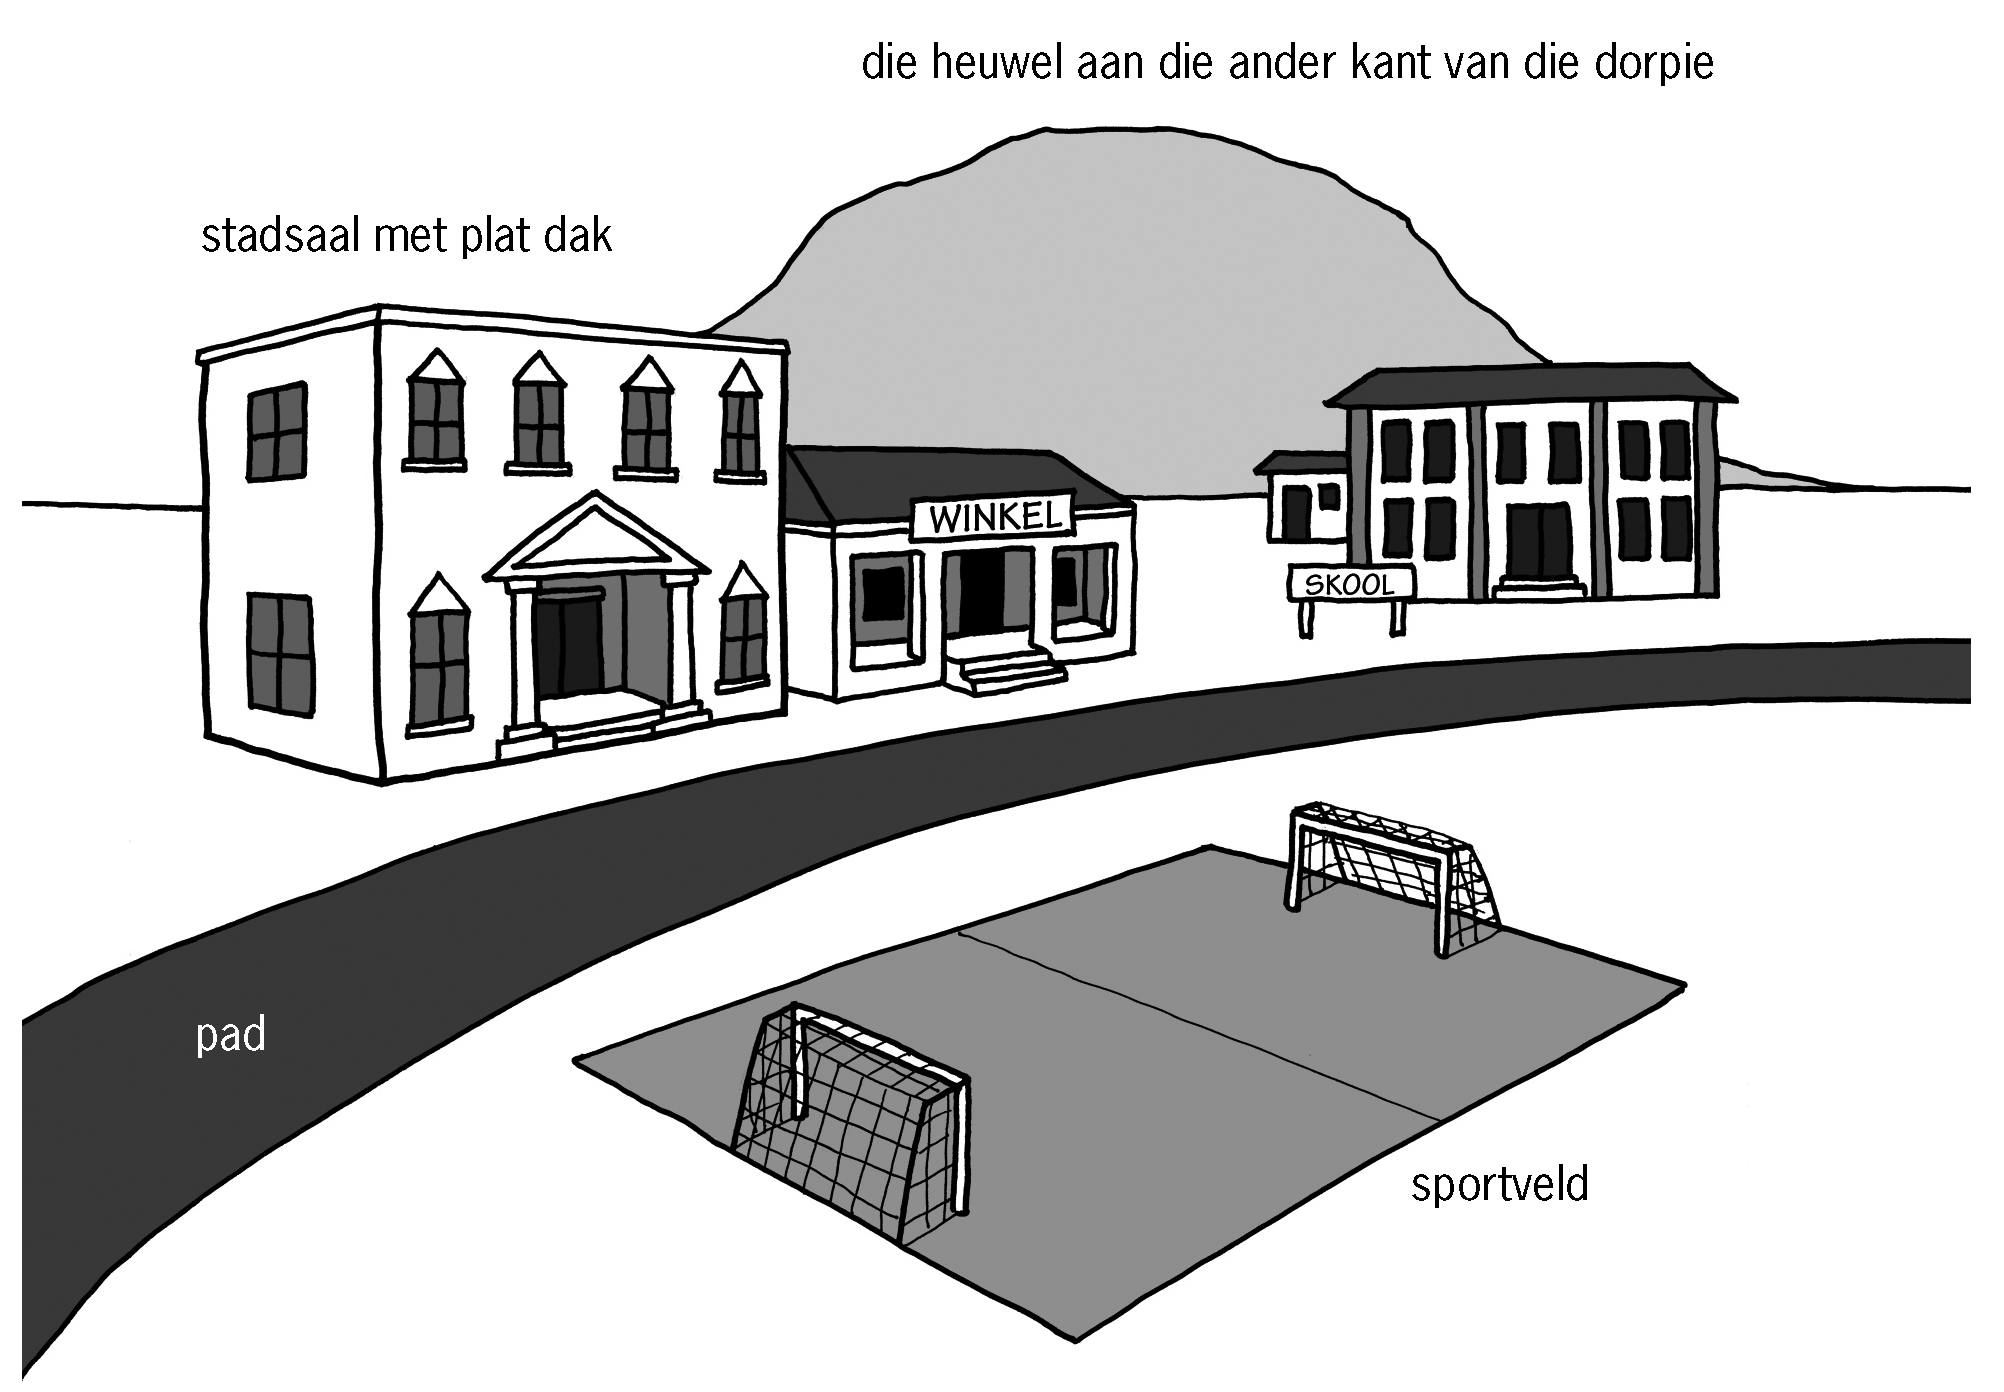 die heuwel aan die ander kant van die dorpie
stadsaal met plat dak
WINKEL
SKOOL
pad
sportveld